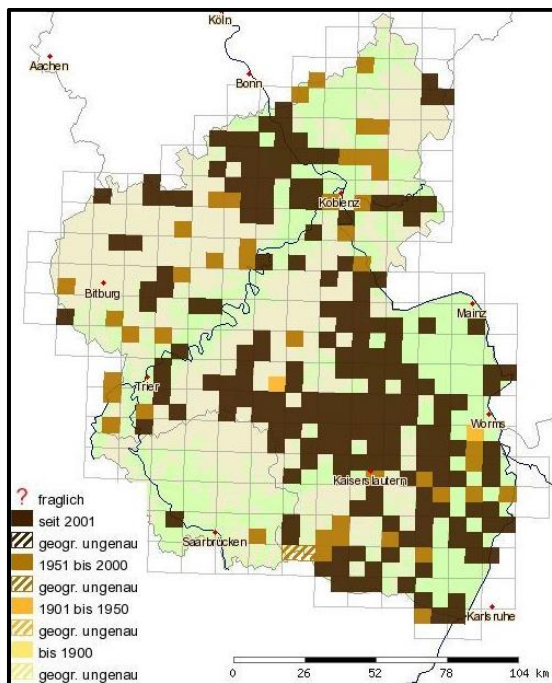 Köln
Aachen
Bonn
Koblenz
Bitburg
Mainz
Trier
Worms
Kaiserslautern
Saarbrücken
Karlsruhe
? fraglich
seit 2001
geogr. ungenau
1951 bis 2000
geogr. ungenau
1901 bis 1950
geogr. ungenau
bis 1900
geogr. ungenau
0 26 52 78 104 km